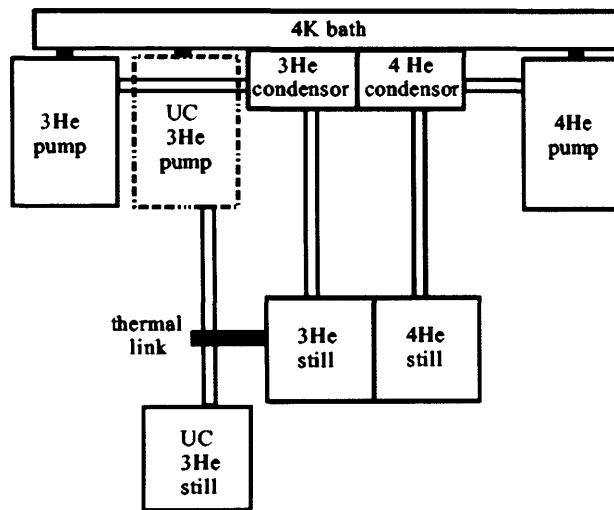 4K bath
3He
condensor
4 He
condensor
3He
pump
UC
3He
pump
4He
pump
thermal
link
3He
still
4He
still
UC
3He
still